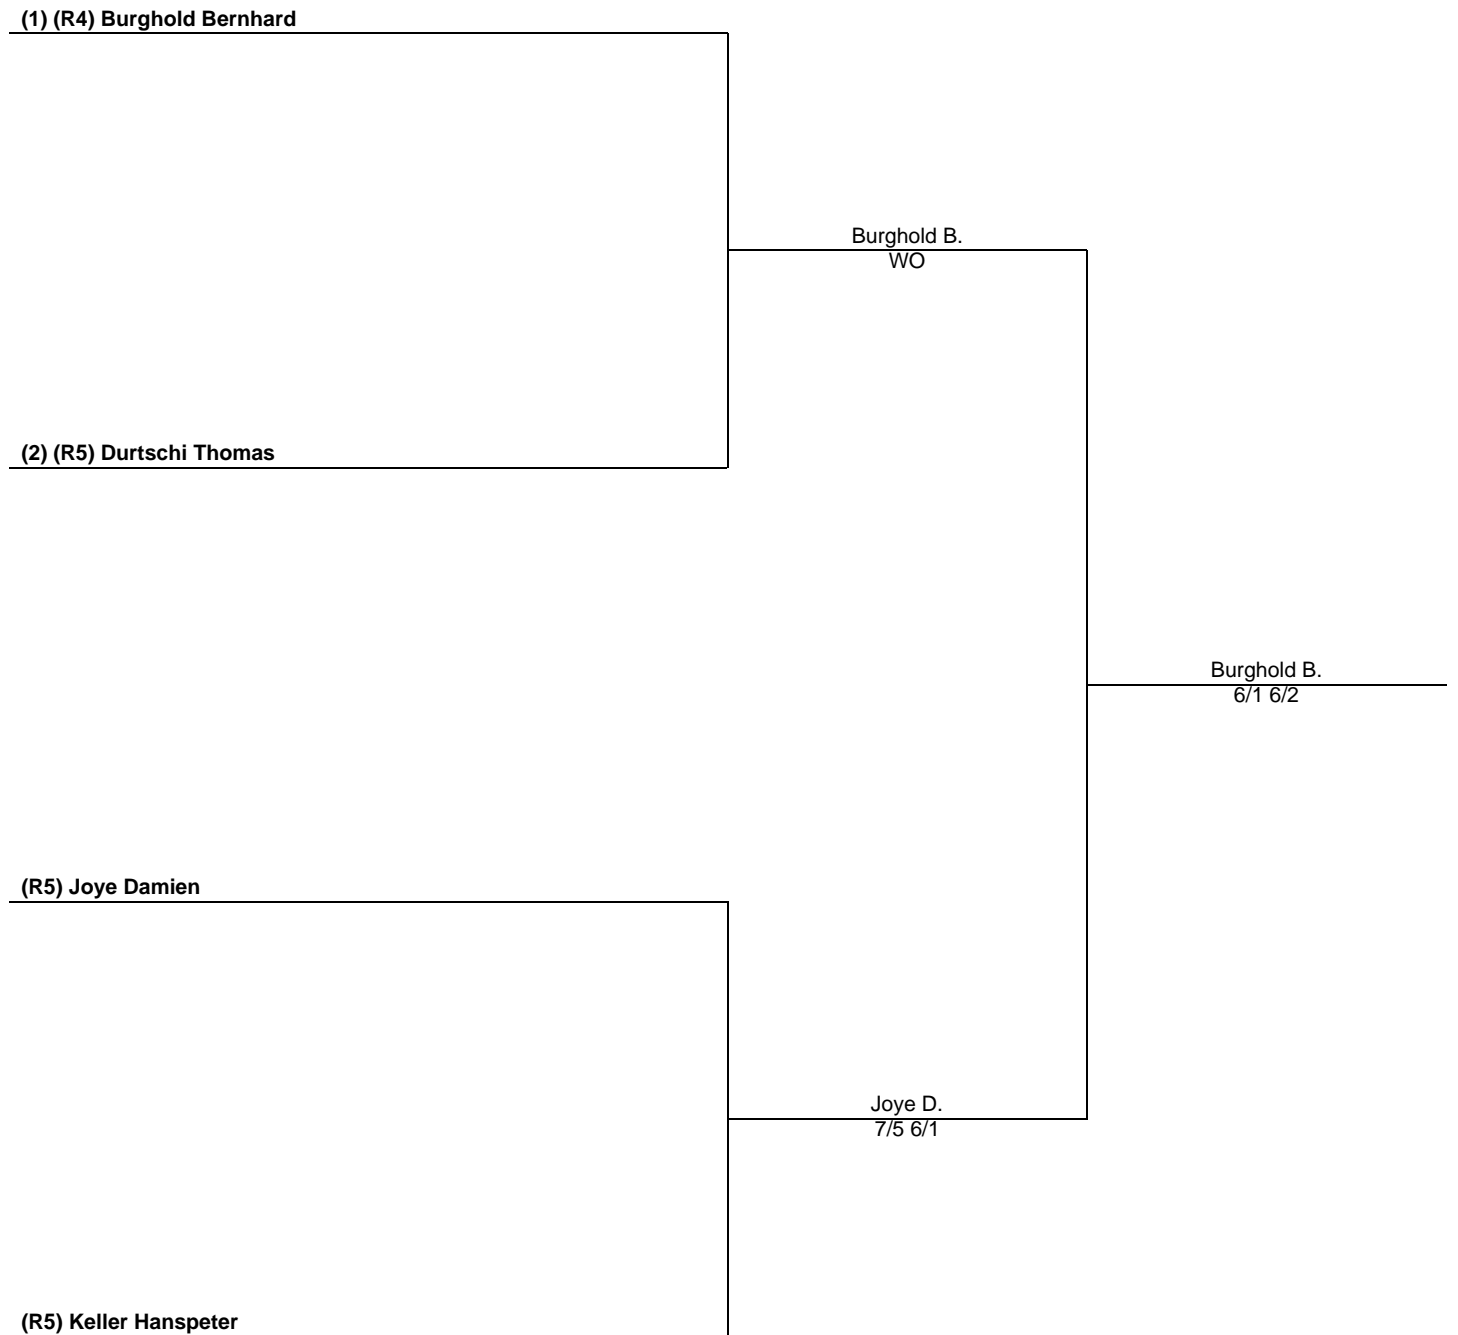 (1) (R4) Burghold Bernhard
Burghold B.
WO
(2) (R5) Durtschi Thomas
Burghold B.
6/1 6/2
(R5) Joye Damien
Joye D.
7/5 6/1
(R5) Keller Hanspeter